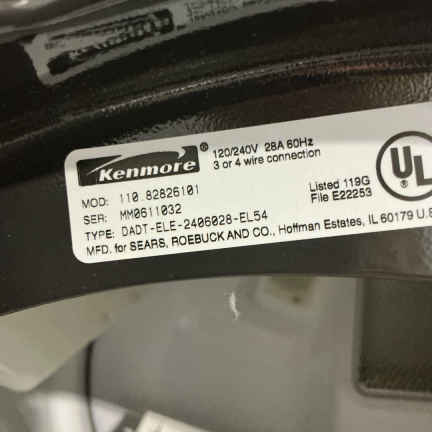 Kenmore ® 120/240V 28A 60Hz
3 or 4 wire connection
MOD: 110.82826101
SER: MM0611032
TYPE: DADT-ELE-2406028-EL54
MFD. for SEARS, ROEBUCK AND CO., Hoffman Estates, IL 60179 U.S
Listed 119G
File E22253
UL ®